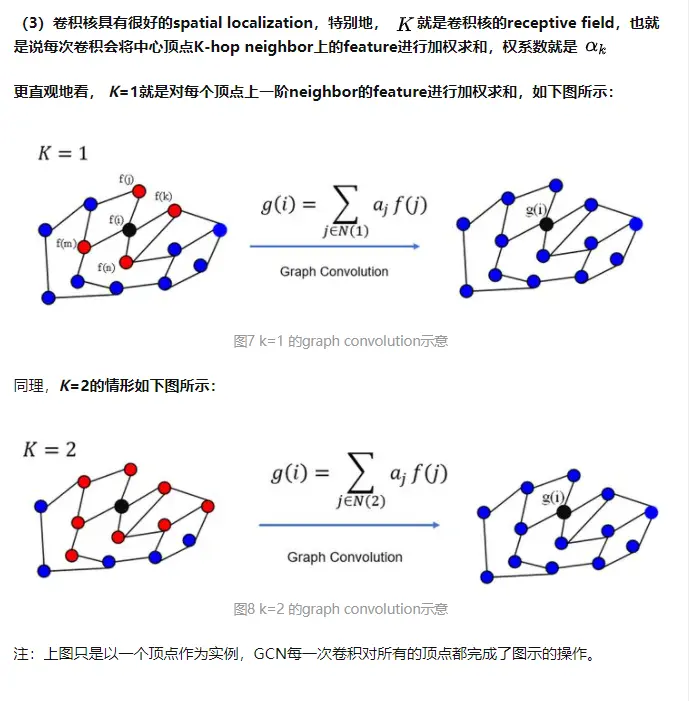 （3）卷积核具有很好的spatial localization，特别地， K 就是卷积核的receptive field，也就
是说每次卷积会将中心顶点K-hop neighbor上的feature进行加权求和，权系数就是 αₖ
更直观地看， K=1就是对每个顶点上一阶neighbor的feature进行加权求和，如下图所示：
K = 1
f(j)
f(k)
f(i)
f(m)
f(n)
g(i) = ∑ j∈N(1) aⱼ f(j)
Graph Convolution
g(i)
图7 k=1 的graph convolution示意
同理，K=2的情形如下图所示：
K = 2
g(i) = ∑ j∈N(2) aⱼ f(j)
Graph Convolution
g(i)
图8 k=2 的graph convolution示意
注：上图只是以一个顶点作为实例，GCN每一次卷积对所有的顶点都完成了图示的操作。